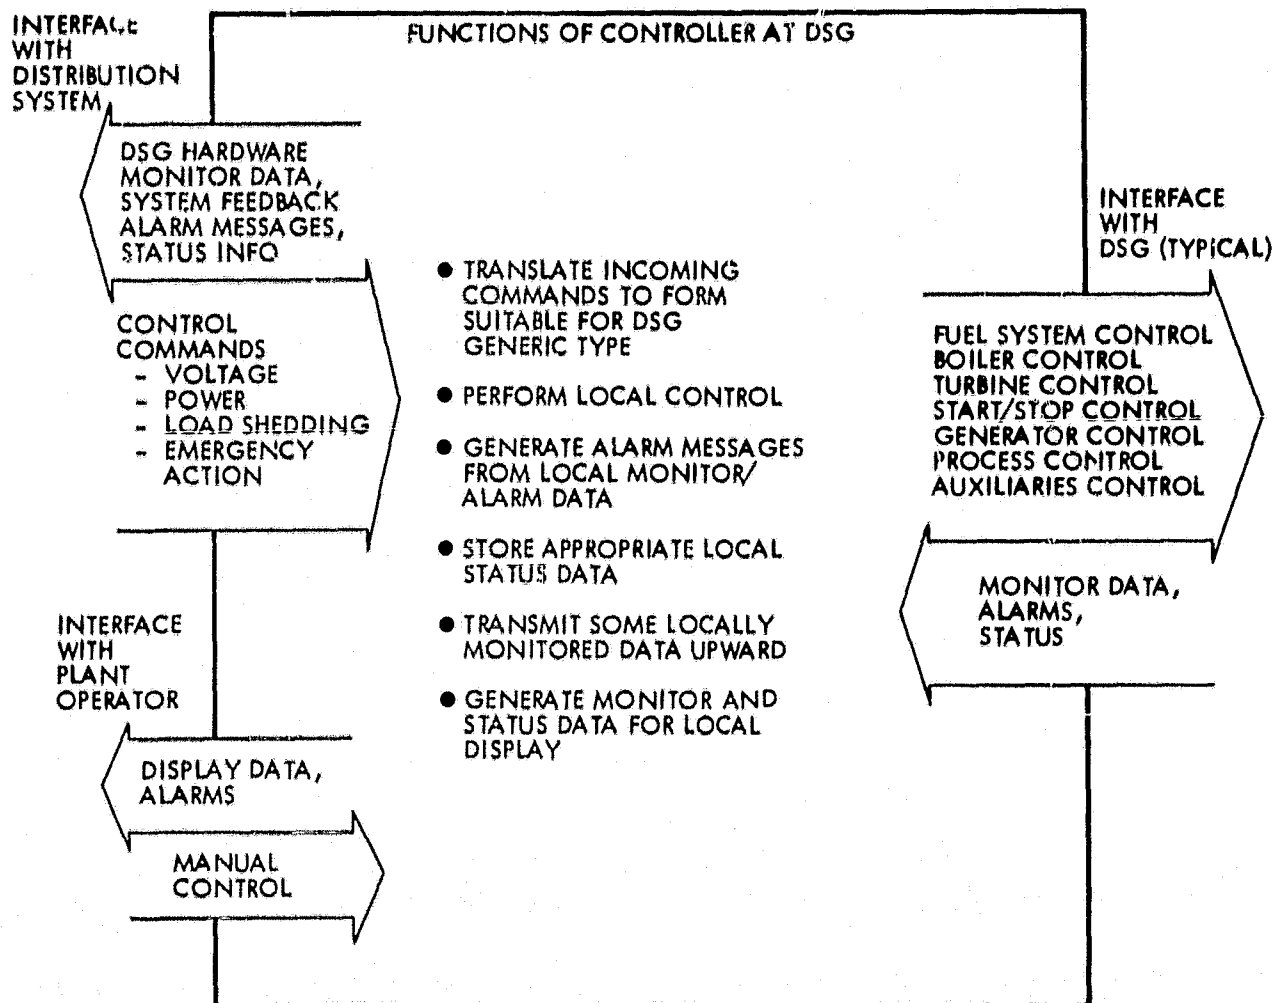 FUNCTIONS OF CONTROLLER AT DSG
INTERFACE
WITH
DISTRIBUTION
SYSTEM
DSG HARDWARE
MONITOR DATA,
SYSTEM FEEDBACK
ALARM MESSAGES,
STATUS INFO
CONTROL
COMMANDS
- VOLTAGE
- POWER
- LOAD SHEDDING
- EMERGENCY
ACTION
INTERFACE
WITH
PLANT
OPERATOR
DISPLAY DATA,
ALARMS
MANUAL
CONTROL
● TRANSLATE INCOMING
COMMANDS TO FORM
SUITABLE FOR DSG
GENERIC TYPE
● PERFORM LOCAL CONTROL
● GENERATE ALARM MESSAGES
FROM LOCAL MONITOR/
ALARM DATA
● STORE APPROPRIATE LOCAL
STATUS DATA
● TRANSMIT SOME LOCALLY
MONITORED DATA UPWARD
● GENERATE MONITOR AND
STATUS DATA FOR LOCAL
DISPLAY
INTERFACE
WITH
DSG (TYPICAL)
FUEL SYSTEM CONTROL
BOILER CONTROL
TURBINE CONTROL
START/STOP CONTROL
GENERATOR CONTROL
PROCESS CONTROL
AUXILIARIES CONTROL
MONITOR DATA,
ALARMS,
STATUS